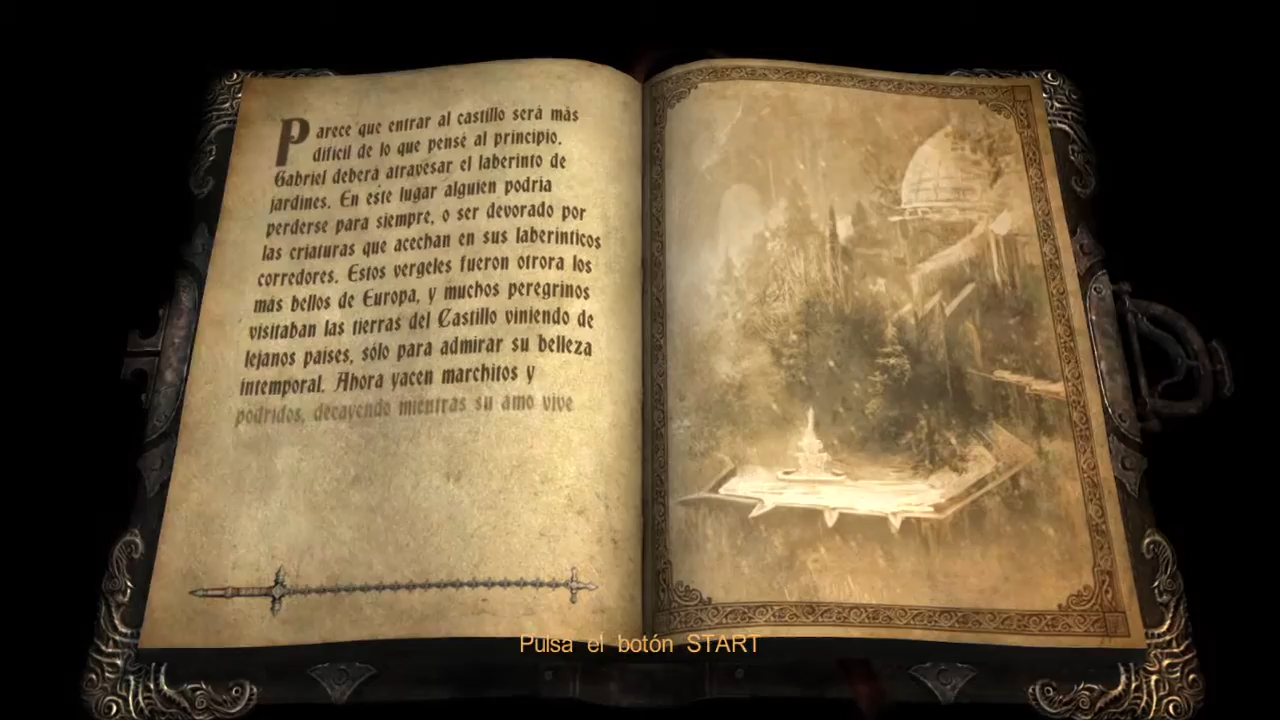 Parece que entrar al castillo será más
difícil de lo que pensé al principio.
Gabriel deberá atravesar el laberinto de
jardines. En este lugar alguien podría
perderse para siempre, o ser devorado por
las criaturas que acechan en sus laberínticos
corredores. Estos vergeles fueron otrora los
más bellos de Europa, y muchos peregrinos
visitaban las tierras del Castillo viniendo de
lejanos países, sólo para admirar su belleza
intemporal. Ahora yacen marchitos y
podridos, decayendo mientras su amo vive
Pulsa el botón START